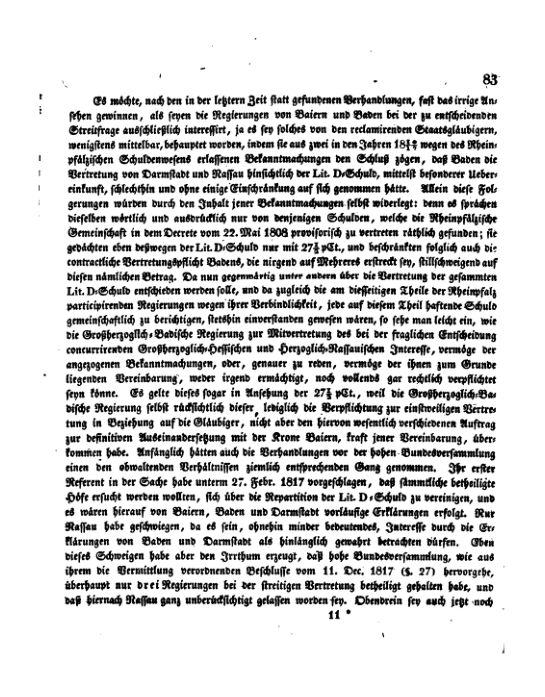 83
Es möchte, nach den in der letztern Zeit statt gefundenen Verhandlungen, fast das irrige An-
sehen gewinnen, als seyen die Regierungen von Baiern und Baden bei der zu entscheidenden
Streitfrage ausschließlich interessirt, ja es sey solches von den reclamirenden Staatsgläubigern,
wenigstens mittelbar, behauptet worden, indem sie aus zwei in den Jahren wegen des Rhein-
pfälzischen Schuldenwesens erlassenen Bekanntmachungen den Schluß zögen, daß Baden die
Vertretung von Darmstadt und Nassau hinsichtlich der Lit. D-Schuld, mittelst besonderer Ueber-
einkunft, schlechthin und ohne einige Einschränkung auf sich genommen hätte. Allein diese Fol-
gerungen würden durch den Inhalt jener Bekanntmachungen selbst widerlegt: denn es sprächen
dieselben wörtlich und ausdrücklich nur von denjenigen Schulden, welche die Rheinpfälzische
Gemeinschaft in dem Decrete vom 22. Mai 1808 provisorisch zu vertreten räthlich gefunden; sie
gedächten eben deßwegen der Lit. D-Schuld nur mit 27½ pCt., und beschränkten folglich auch die
contractliche Vertretungspflicht Badens, die nirgend auf Mehreres erstreckt sey, stillschweigend auf
diesen nämlichen Betrag. Da nun gegenwärtig unter andern über die Vertretung der gesammten
Lit. D-Schuld entschieden werden solle, und da zugleich die am diesseitigen Theile der Rheinpfalz
participirenden Regierungen wegen ihrer Verbindlichkeit, jede auf diesem Theil haftende Schuld
gemeinschaftlich zu berichtigen, stetshin einverstanden gewesen wären, so sehe man leicht ein, wie
die Großherzoglich-Badische Regierung zur Mitvertretung des bei der fraglichen Entscheidung
concurrirenden Großherzoglich-Hessischen und Herzoglich-Nassauischen Interesse, vermöge der
angezogenen Bekanntmachungen, oder, genauer zu reden, vermöge der ihnen zum Grunde
liegenden Vereinbarung, weder irgend ermächtigt, noch vollends gar rechtlich verpflichtet
seyn könne. Es gelte dieses sogar in Ansehung der 27½ pCt., weil die Großherzoglich-Ba-
dische Regierung selbst rücksichtlich dieser, lediglich die Verpflichtung zur einstweiligen Vertre-
tung in Beziehung auf die Gläubiger, nicht aber den hiervon wesentlich verschiedenen Auftrag
zur definitiven Auseinandersetzung mit der Krone Baiern, kraft jener Vereinbarung, über-
kommen habe. Anfänglich hätten auch die Verhandlungen vor der hohen Bundesversammlung
einen den obwaltenden Verhältnissen ziemlich entsprechenden Gang genommen. Ihr erster
Referent in der Sache habe unterm 27. Febr. 1817 vorgeschlagen, daß sämmtliche betheiligte
Höfe ersucht werden wollten, sich über die Repartition der Lit. D-Schuld zu vereinigen, und
es wären hierauf von Baiern, Baden und Darmstadt vorläufige Erklärungen erfolgt. Nur
Nassau habe geschwiegen, da es sein, ohnehin minder bedeutendes, Interesse durch die Er-
klärungen von Baden und Darmstadt als hinlänglich gewahrt betrachten dürfen. Eben
dieses Schweigen habe aber den Irrthum erzeugt, daß hohe Bundesversammlung, wie aus
ihrem die Vermittlung verordnenden Beschlusse vom 11. Dec. 1817 (§. 27) hervorgehe,
überhaupt nur drei Regierungen bei der streitigen Vertretung betheiligt gehalten habe, und
daß hiernach Nassau ganz unberücksichtigt gelassen worden sey. Obendrein sey auch jetzt noch
11 *